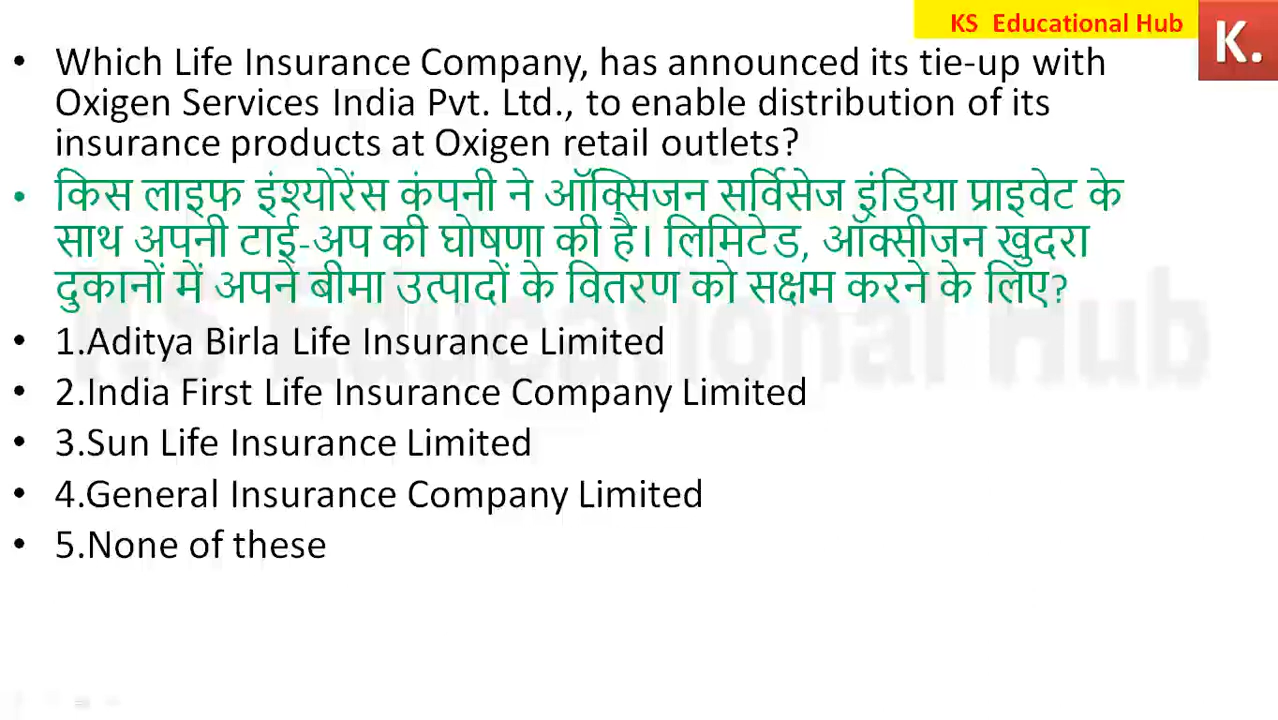 KS Educational Hub
K.
• Which Life Insurance Company, has announced its tie-up with
Oxigen Services India Pvt. Ltd., to enable distribution of its
insurance products at Oxigen retail outlets?
• किस लाइफ इंश्योरेंस कंपनी ने ऑक्सिजन सर्विसेज इंडिया प्राइवेट के
साथ अपनी टाई-अप की घोषणा की है। लिमिटेड, ऑक्सीजन खुदरा
दुकानों में अपने बीमा उत्पादों के वितरण को सक्षम करने के लिए?
KS Educational Hub
• 1.Aditya Birla Life Insurance Limited
• 2.India First Life Insurance Company Limited
• 3.Sun Life Insurance Limited
• 4.General Insurance Company Limited
• 5.None of these